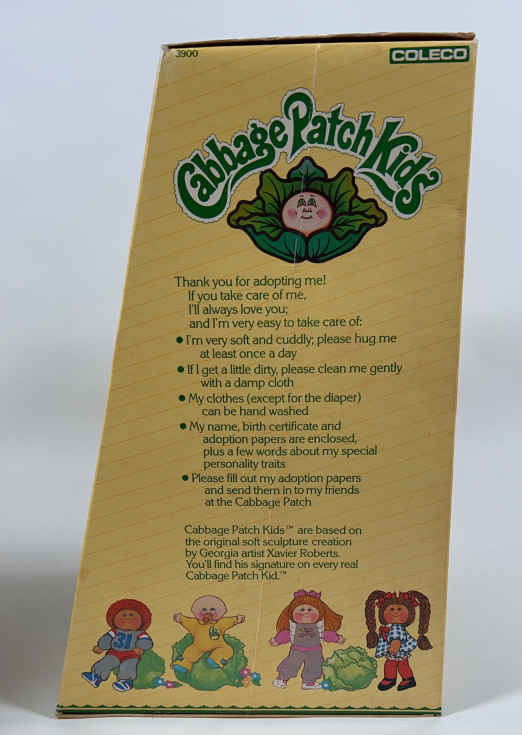 3900
COLECO
Cabbage Patch Kids
Thank you for adopting me!
If you take care of me,
I'll always love you;
and I'm very easy to take care of:
● I'm very soft and cuddly; please hug me
at least once a day
● If I get a little dirty, please clean me gently
with a damp cloth
● My clothes (except for the diaper)
can be hand washed
● My name, birth certificate and
adoption papers are enclosed,
plus a few words about my special
personality traits
● Please fill out my adoption papers
and send them in to my friends
at the Cabbage Patch
Cabbage Patch Kids™ are based on
the original soft sculpture creation
by Georgia artist Xavier Roberts.
You'll find his signature on every real
Cabbage Patch Kid.™
31